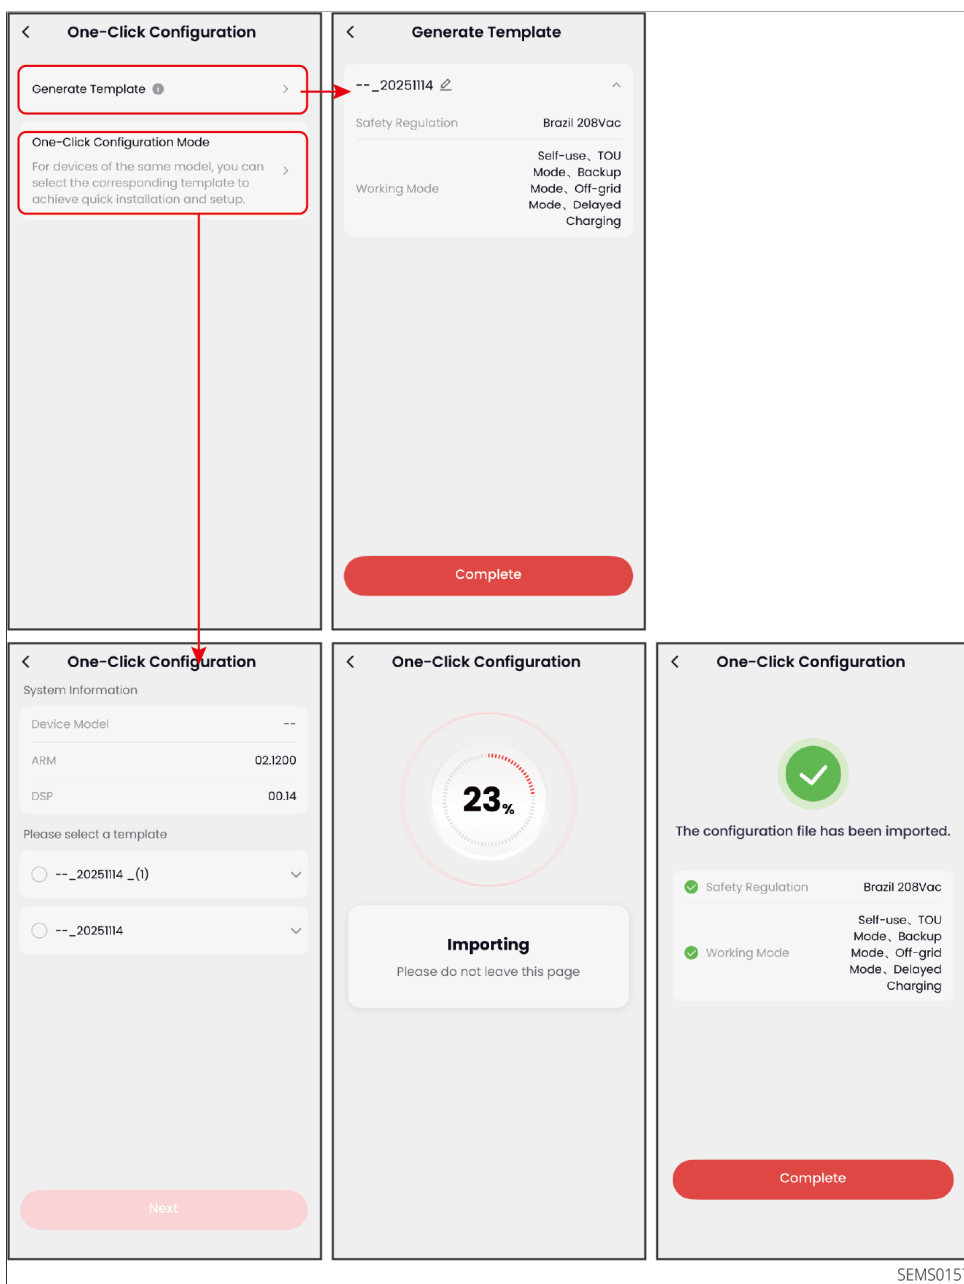 One-Click Configuration
Generate Template
One-Click Configuration Mode
For devices of the same model, you can
select the corresponding template to
achieve quick installation and setup.
Generate Template
--_20251114
Safety Regulation
Brazil 208Vac
Working Mode
Self-use、TOU
Mode、Backup
Mode、Off-grid
Mode、Delayed
Charging
Complete
One-Click Configuration
System Information
Device Model
--
ARM
02.1200
DSP
00.14
Please select a template
--_20251114 _(1)
--_20251114
Next
One-Click Configuration
23%
Importing
Please do not leave this page
One-Click Configuration
The configuration file has been imported.
Safety Regulation
Brazil 208Vac
Working Mode
Self-use、TOU
Mode、Backup
Mode、Off-grid
Mode、Delayed
Charging
Complete